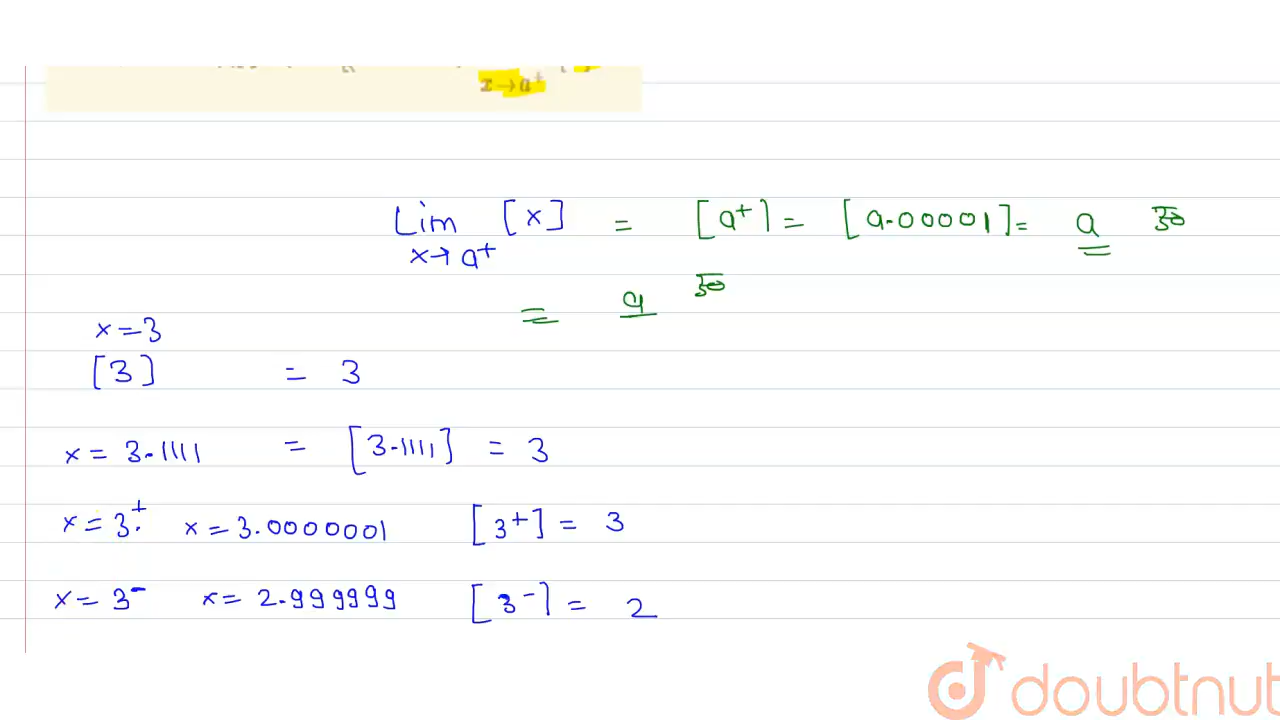 x→a⁺
Lim [x] = [a⁺] = [a.00001] = a
x→a⁺
= a
x=3
[3] = 3
x = 3.1111 = [3.1111] = 3
x = 3⁺ x = 3.0000001 [3⁺] = 3
x = 3⁻ x = 2.999999 [3⁻] = 2
doubtnut